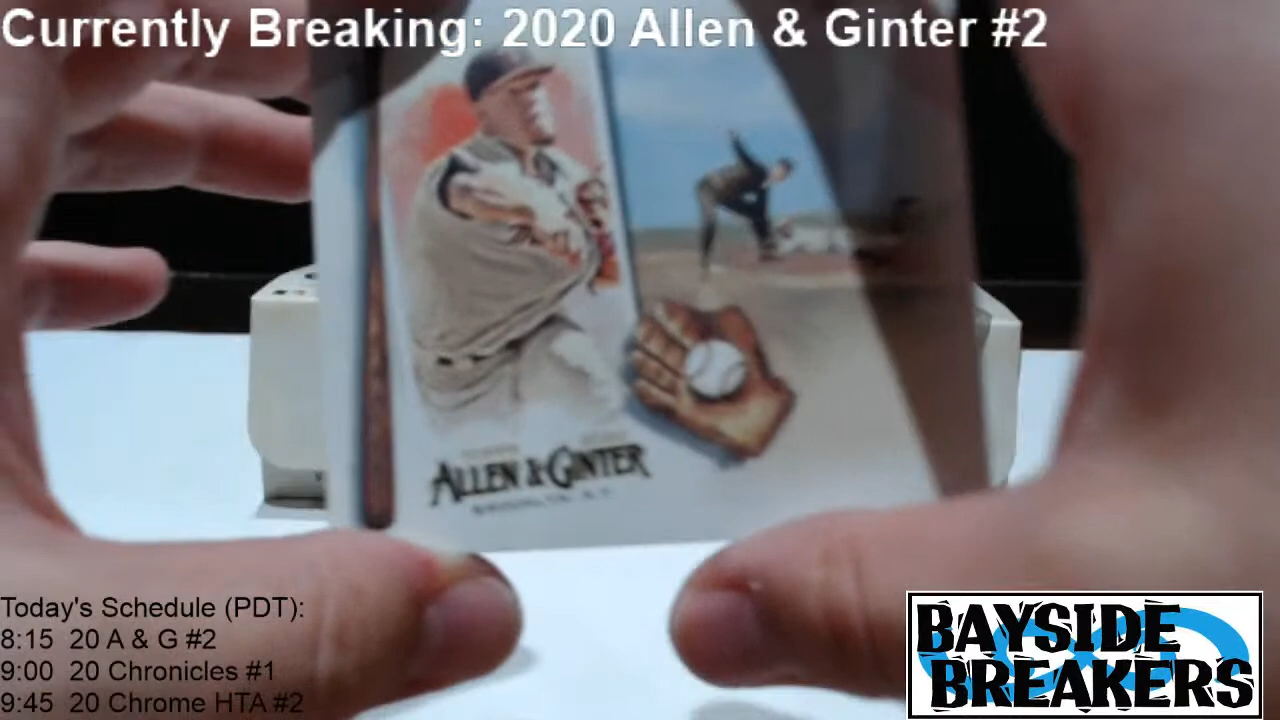 Currently Breaking: 2020 Allen & Ginter #2
ALLEN & GINTER
Today's Schedule (PDT):
8:15 20 A & G #2
9:00 20 Chronicles #1
9:45 20 Chrome HTA #2
BAYSIDE
BREAKERS